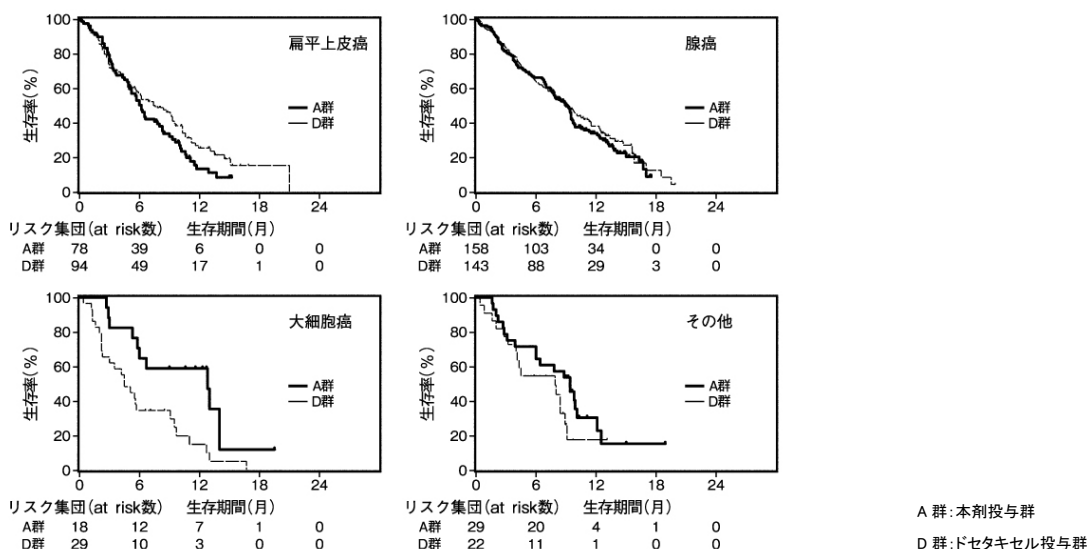 100
80
60
40
20
0
生存率(%)
扁平上皮癌
A群
D群
0 6 12 18 24
リスク集団(at risk数) 生存期間(月)
A群 78 39 6 0 0
D群 94 49 17 1 0
100
80
60
40
20
0
生存率(%)
腺癌
A群
D群
0 6 12 18 24
リスク集団(at risk数) 生存期間(月)
A群 158 103 34 0 0
D群 143 88 29 3 0
100
80
60
40
20
0
生存率(%)
大細胞癌
A群
D群
0 6 12 18 24
リスク集団(at risk数) 生存期間(月)
A群 18 12 7 1 0
D群 29 10 3 0 0
100
80
60
40
20
0
生存率(%)
その他
A群
D群
0 6 12 18 24
リスク集団(at risk数) 生存期間(月)
A群 29 20 4 1 0
D群 22 11 1 0 0
A 群:本剤投与群
D 群:ドセタキセル投与群